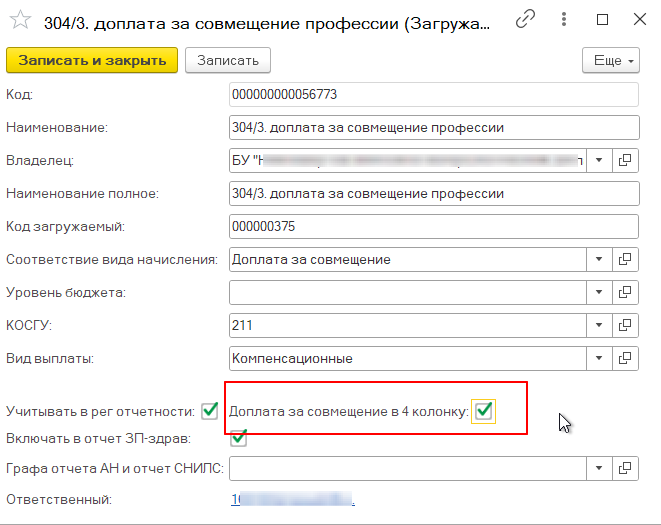 304/3. доплата за совмещение профессии (Загружа...
Записать и закрыть Записать Еще
Код: 000000000056773
Наименование: 304/3. доплата за совмещение профессии
Владелец: БУ "Н
Наименование полное: 304/3. доплата за совмещение профессии
Код загружаемый: 000000375
Соответствие вида начисления: Доплата за совмещение
Уровень бюджета:
КОСГУ: 211
Вид выплаты: Компенсационные
Учитывать в рег отчетности: Доплата за совмещение в 4 колонку:
Включать в отчет ЗП-здрав:
Графа отчета АН и отчет СНИЛС:
Ответственный: